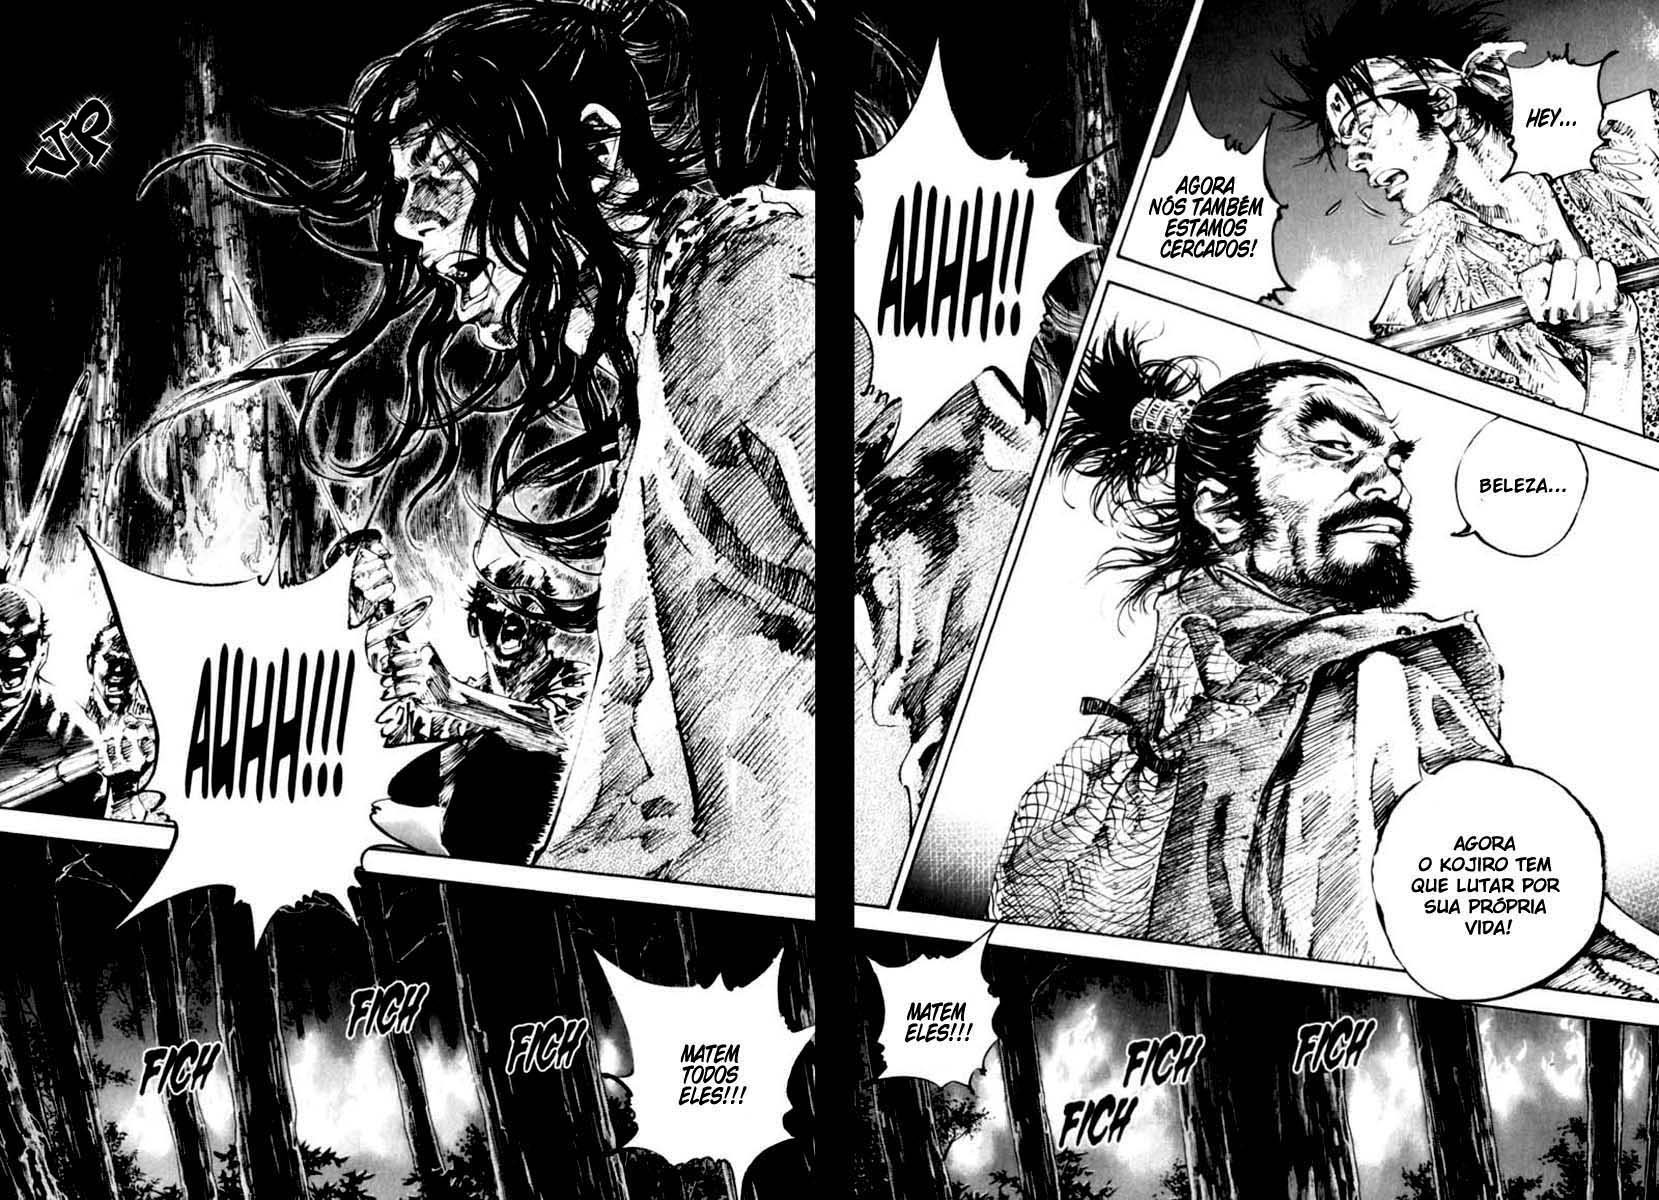 HEY...
AGORA
NÓS TAMBÉM
ESTAMOS
CERCADOS!
BELEZA...
AGORA
O KOJIRO TEM
QUE LUTAR POR
SUA PRÓPRIA
VIDA!
AUHH!!
AUHH!!!
VP
FICH
FICH
FICH
MATEM
ELES!!!
MATEM
TODOS
ELES!!!
FICH
FICH
FICH